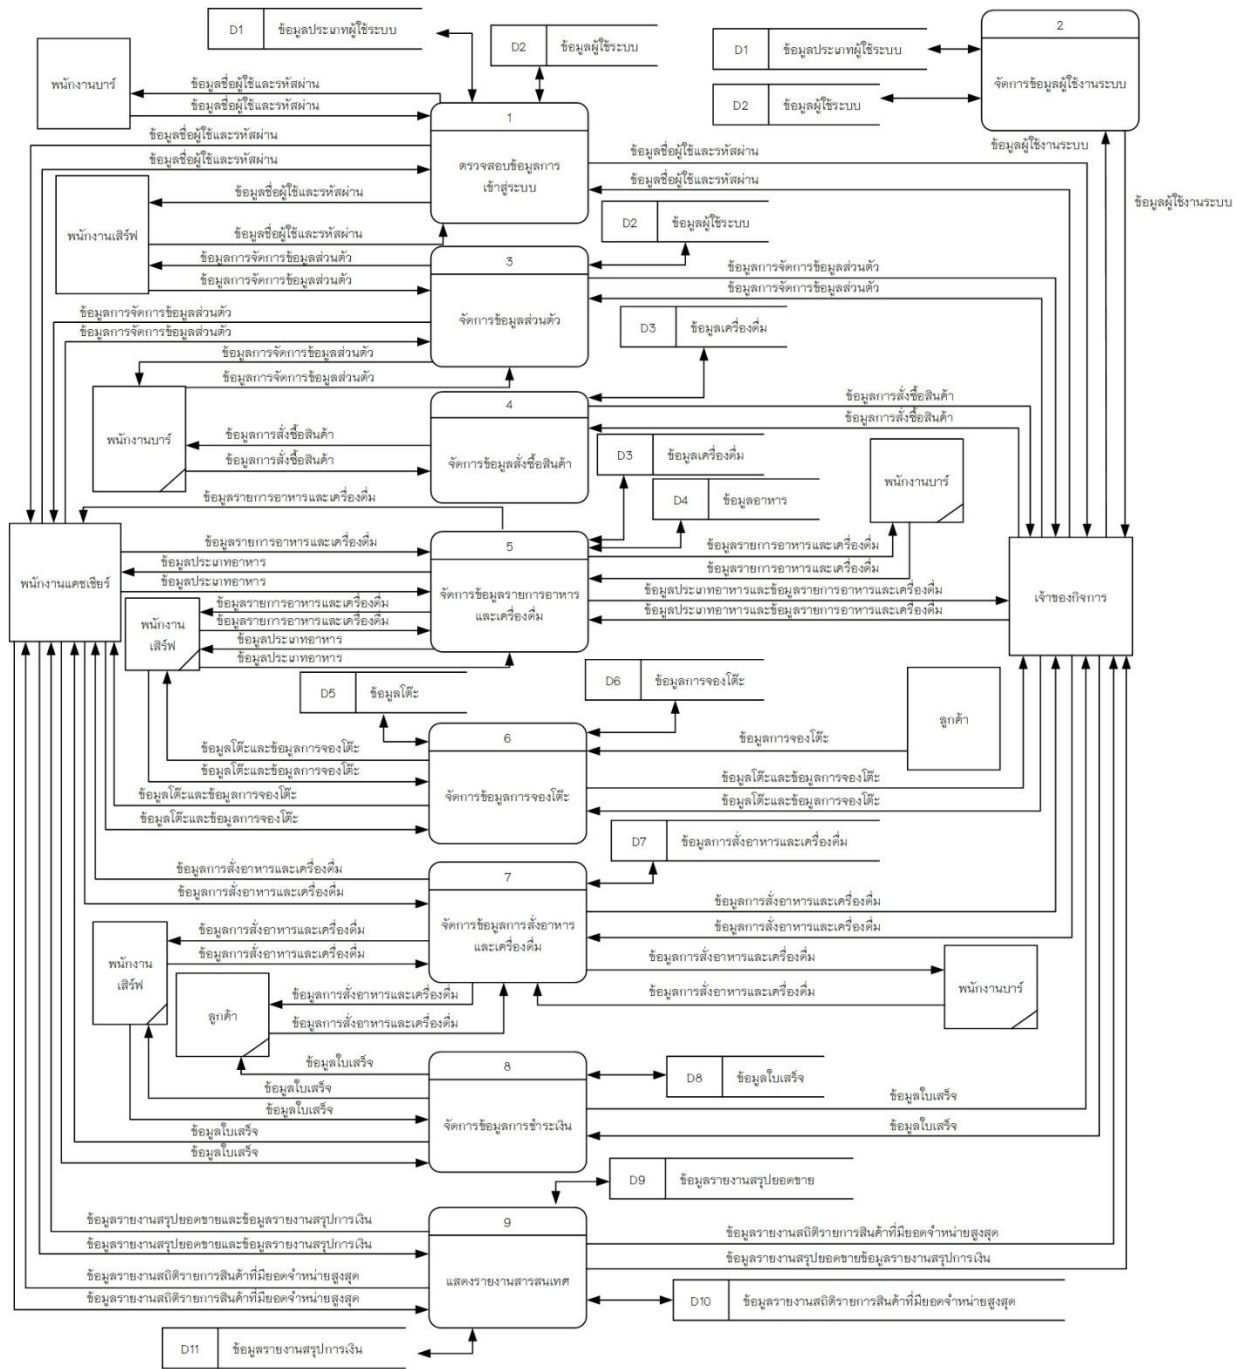 D1 ข้อมูลประเภทผู้ใช้ระบบ
D2 ข้อมูลผู้ใช้ระบบ
D1 ข้อมูลประเภทผู้ใช้ระบบ
D2 ข้อมูลผู้ใช้ระบบ
2
จัดการข้อมูลผู้ใช้งานระบบ
ข้อมูลผู้ใช้งานระบบ
ข้อมูลผู้ใช้งานระบบ
พนักงานบาร์
ข้อมูลชื่อผู้ใช้และรหัสผ่าน
ข้อมูลชื่อผู้ใช้และรหัสผ่าน
ข้อมูลชื่อผู้ใช้และรหัสผ่าน
ข้อมูลชื่อผู้ใช้และรหัสผ่าน
1
ตรวจสอบข้อมูลการ
เข้าสู่ระบบ
ข้อมูลชื่อผู้ใช้และรหัสผ่าน
ข้อมูลชื่อผู้ใช้และรหัสผ่าน
พนักงานเสิร์ฟ
ข้อมูลชื่อผู้ใช้และรหัสผ่าน
ข้อมูลชื่อผู้ใช้และรหัสผ่าน
D2 ข้อมูลผู้ใช้ระบบ
ข้อมูลการจัดการข้อมูลส่วนตัว
ข้อมูลการจัดการข้อมูลส่วนตัว
3
จัดการข้อมูลส่วนตัว
ข้อมูลการจัดการข้อมูลส่วนตัว
ข้อมูลการจัดการข้อมูลส่วนตัว
ข้อมูลการจัดการข้อมูลส่วนตัว
ข้อมูลการจัดการข้อมูลส่วนตัว
ข้อมูลการจัดการข้อมูลส่วนตัว
ข้อมูลการจัดการข้อมูลส่วนตัว
D3 ข้อมูลเครื่องดื่ม
พนักงานบาร์
ข้อมูลการสั่งซื้อสินค้า
ข้อมูลการสั่งซื้อสินค้า
4
จัดการข้อมูลสั่งซื้อสินค้า
ข้อมูลการสั่งซื้อสินค้า
ข้อมูลการสั่งซื้อสินค้า
D3 ข้อมูลเครื่องดื่ม
D4 ข้อมูลอาหาร
พนักงานบาร์
พนักงานแคชเชียร์
ข้อมูลรายการอาหารและเครื่องดื่ม
ข้อมูลรายการอาหารและเครื่องดื่ม
ข้อมูลประเภทอาหาร
ข้อมูลประเภทอาหาร
5
จัดการข้อมูลรายการอาหาร
และเครื่องดื่ม
ข้อมูลรายการอาหารและเครื่องดื่ม
ข้อมูลรายการอาหารและเครื่องดื่ม
ข้อมูลประเภทอาหารและข้อมูลรายการอาหารและเครื่องดื่ม
ข้อมูลประเภทอาหารและข้อมูลรายการอาหารและเครื่องดื่ม
เจ้าของกิจการ
พนักงาน
เสิร์ฟ
ข้อมูลรายการอาหารและเครื่องดื่ม
ข้อมูลรายการอาหารและเครื่องดื่ม
ข้อมูลประเภทอาหาร
ข้อมูลประเภทอาหาร
D5 ข้อมูลโต๊ะ
D6 ข้อมูลการจองโต๊ะ
ลูกค้า
ข้อมูลการจองโต๊ะ
6
จัดการข้อมูลการจองโต๊ะ
ข้อมูลโต๊ะและข้อมูลการจองโต๊ะ
ข้อมูลโต๊ะและข้อมูลการจองโต๊ะ
ข้อมูลโต๊ะและข้อมูลการจองโต๊ะ
ข้อมูลโต๊ะและข้อมูลการจองโต๊ะ
ข้อมูลโต๊ะและข้อมูลการจองโต๊ะ
ข้อมูลโต๊ะและข้อมูลการจองโต๊ะ
D7 ข้อมูลการสั่งอาหารและเครื่องดื่ม
ข้อมูลการสั่งอาหารและเครื่องดื่ม
ข้อมูลการสั่งอาหารและเครื่องดื่ม
7
จัดการข้อมูลการสั่งอาหาร
และเครื่องดื่ม
ข้อมูลการสั่งอาหารและเครื่องดื่ม
ข้อมูลการสั่งอาหารและเครื่องดื่ม
พนักงาน
เสิร์ฟ
ข้อมูลการสั่งอาหารและเครื่องดื่ม
ข้อมูลการสั่งอาหารและเครื่องดื่ม
ข้อมูลการสั่งอาหารและเครื่องดื่ม
ข้อมูลการสั่งอาหารและเครื่องดื่ม
พนักงานบาร์
ลูกค้า
ข้อมูลการสั่งอาหารและเครื่องดื่ม
ข้อมูลการสั่งอาหารและเครื่องดื่ม
ข้อมูลใบเสร็จ
ข้อมูลใบเสร็จ
ข้อมูลใบเสร็จ
ข้อมูลใบเสร็จ
ข้อมูลใบเสร็จ
8
จัดการข้อมูลการชำระเงิน
D8 ข้อมูลใบเสร็จ
ข้อมูลใบเสร็จ
ข้อมูลใบเสร็จ
D9 ข้อมูลรายงานสรุปยอดขาย
ข้อมูลรายงานสรุปยอดขายและข้อมูลรายงานสรุปการเงิน
ข้อมูลรายงานสรุปยอดขายและข้อมูลรายงานสรุปการเงิน
ข้อมูลรายงานสถิติรายการสินค้าที่มียอดจำหน่ายสูงสุด
ข้อมูลรายงานสถิติรายการสินค้าที่มียอดจำหน่ายสูงสุด
9
แสดงรายงานสารสนเทศ
ข้อมูลรายงานสถิติรายการสินค้าที่มียอดจำหน่ายสูงสุด
ข้อมูลรายงานสรุปยอดขายข้อมูลรายงานสรุปการเงิน
D10 ข้อมูลรายงานสถิติรายการสินค้าที่มียอดจำหน่ายสูงสุด
D11 ข้อมูลรายงานสรุปการเงิน